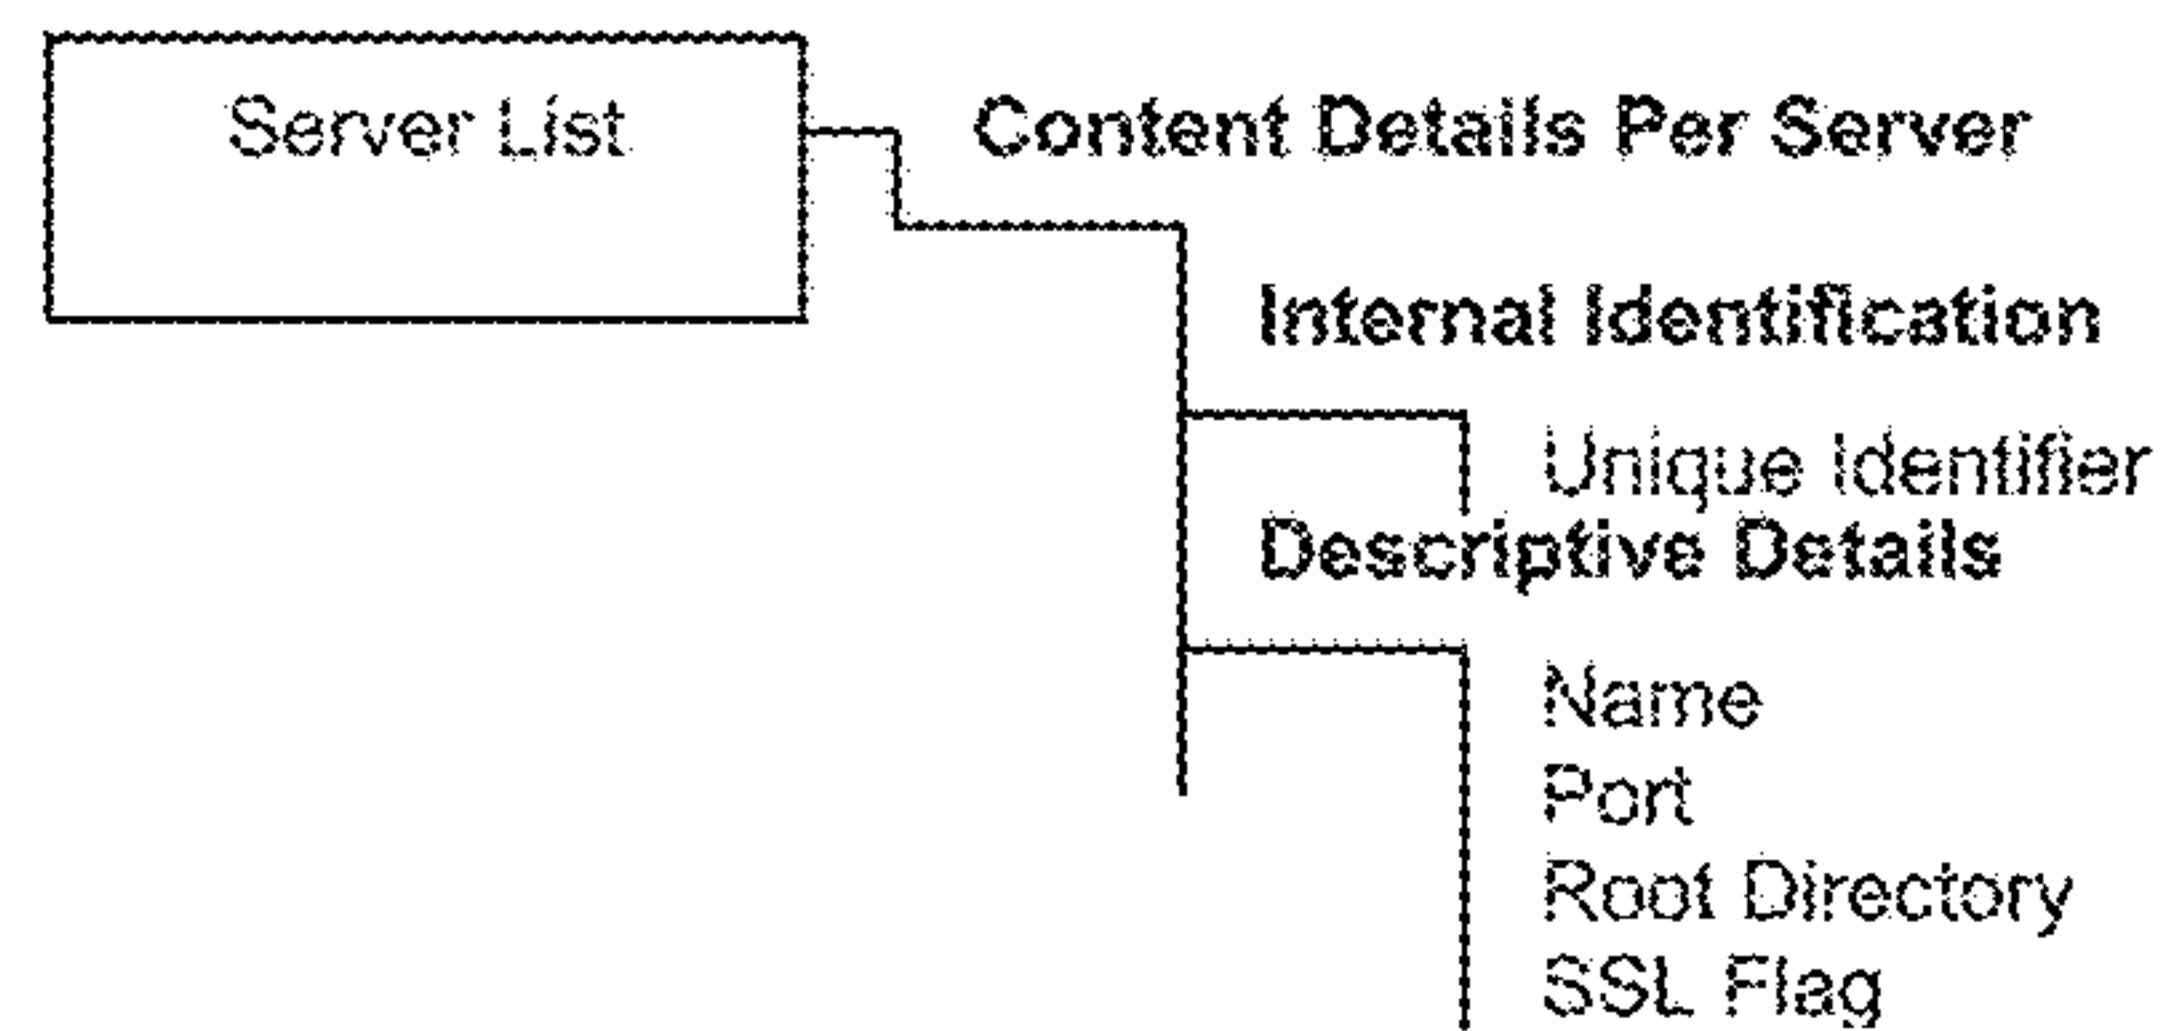 Server List
Content Details Per Server
Internal Identification
Unique Identifier
Descriptive Details
Name
Port
Root Directory
SSL Flag